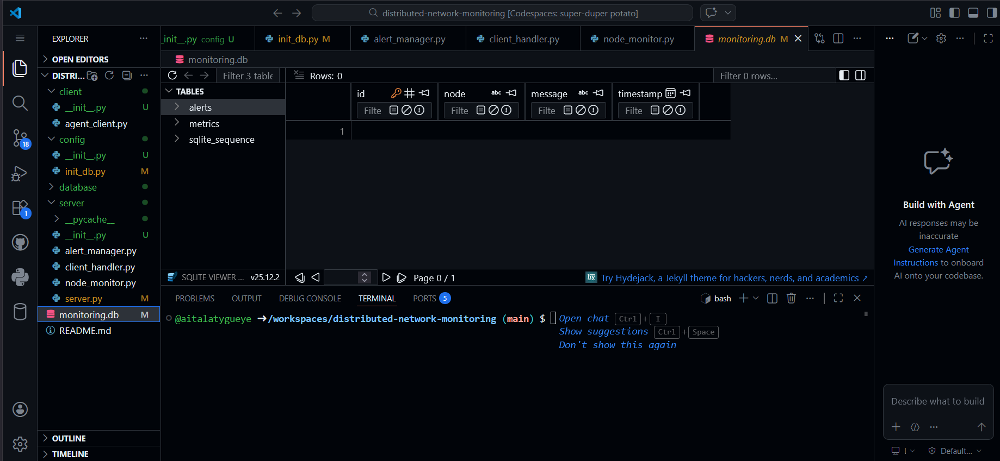 distributed-network-monitoring [Codespaces: super-duper potato]
EXPLORER
OPEN EDITORS
DISTRI...
client
__init__.py U
agent_client.py
config
__init__.py U
init_db.py M
database
server
__pycache__
__init__.py U
alert_manager.py
client_handler.py
node_monitor.py
server.py M
monitoring.db M
README.md
OUTLINE
TIMELINE
18
1
_init__.py config U
init_db.py M
alert_manager.py
client_handler.py
node_monitor.py
monitoring.db M
monitoring.db
Filter 3 table
Rows: 0
Filter 0 rows...
TABLES
alerts
metrics
sqlite_sequence
id
node abc
message abc
timestamp
Filte
Filte
Filte
Filte
1
SQLITE VIEWER ... v25.12.2
Page 0 / 1
hy Try Hydejack, a Jekyll theme for hackers, nerds, and academics ↗
PROBLEMS OUTPUT DEBUG CONSOLE TERMINAL PORTS 5
bash
@aitalatygueye ➜/workspaces/distributed-network-monitoring (main) $ Open chat Ctrl+I
Show suggestions Ctrl+Space
Don't show this again
Build with Agent
AI responses may be
inaccurate
Generate Agent
Instructions to onboard
AI onto your codebase.
Describe what to build
Default...